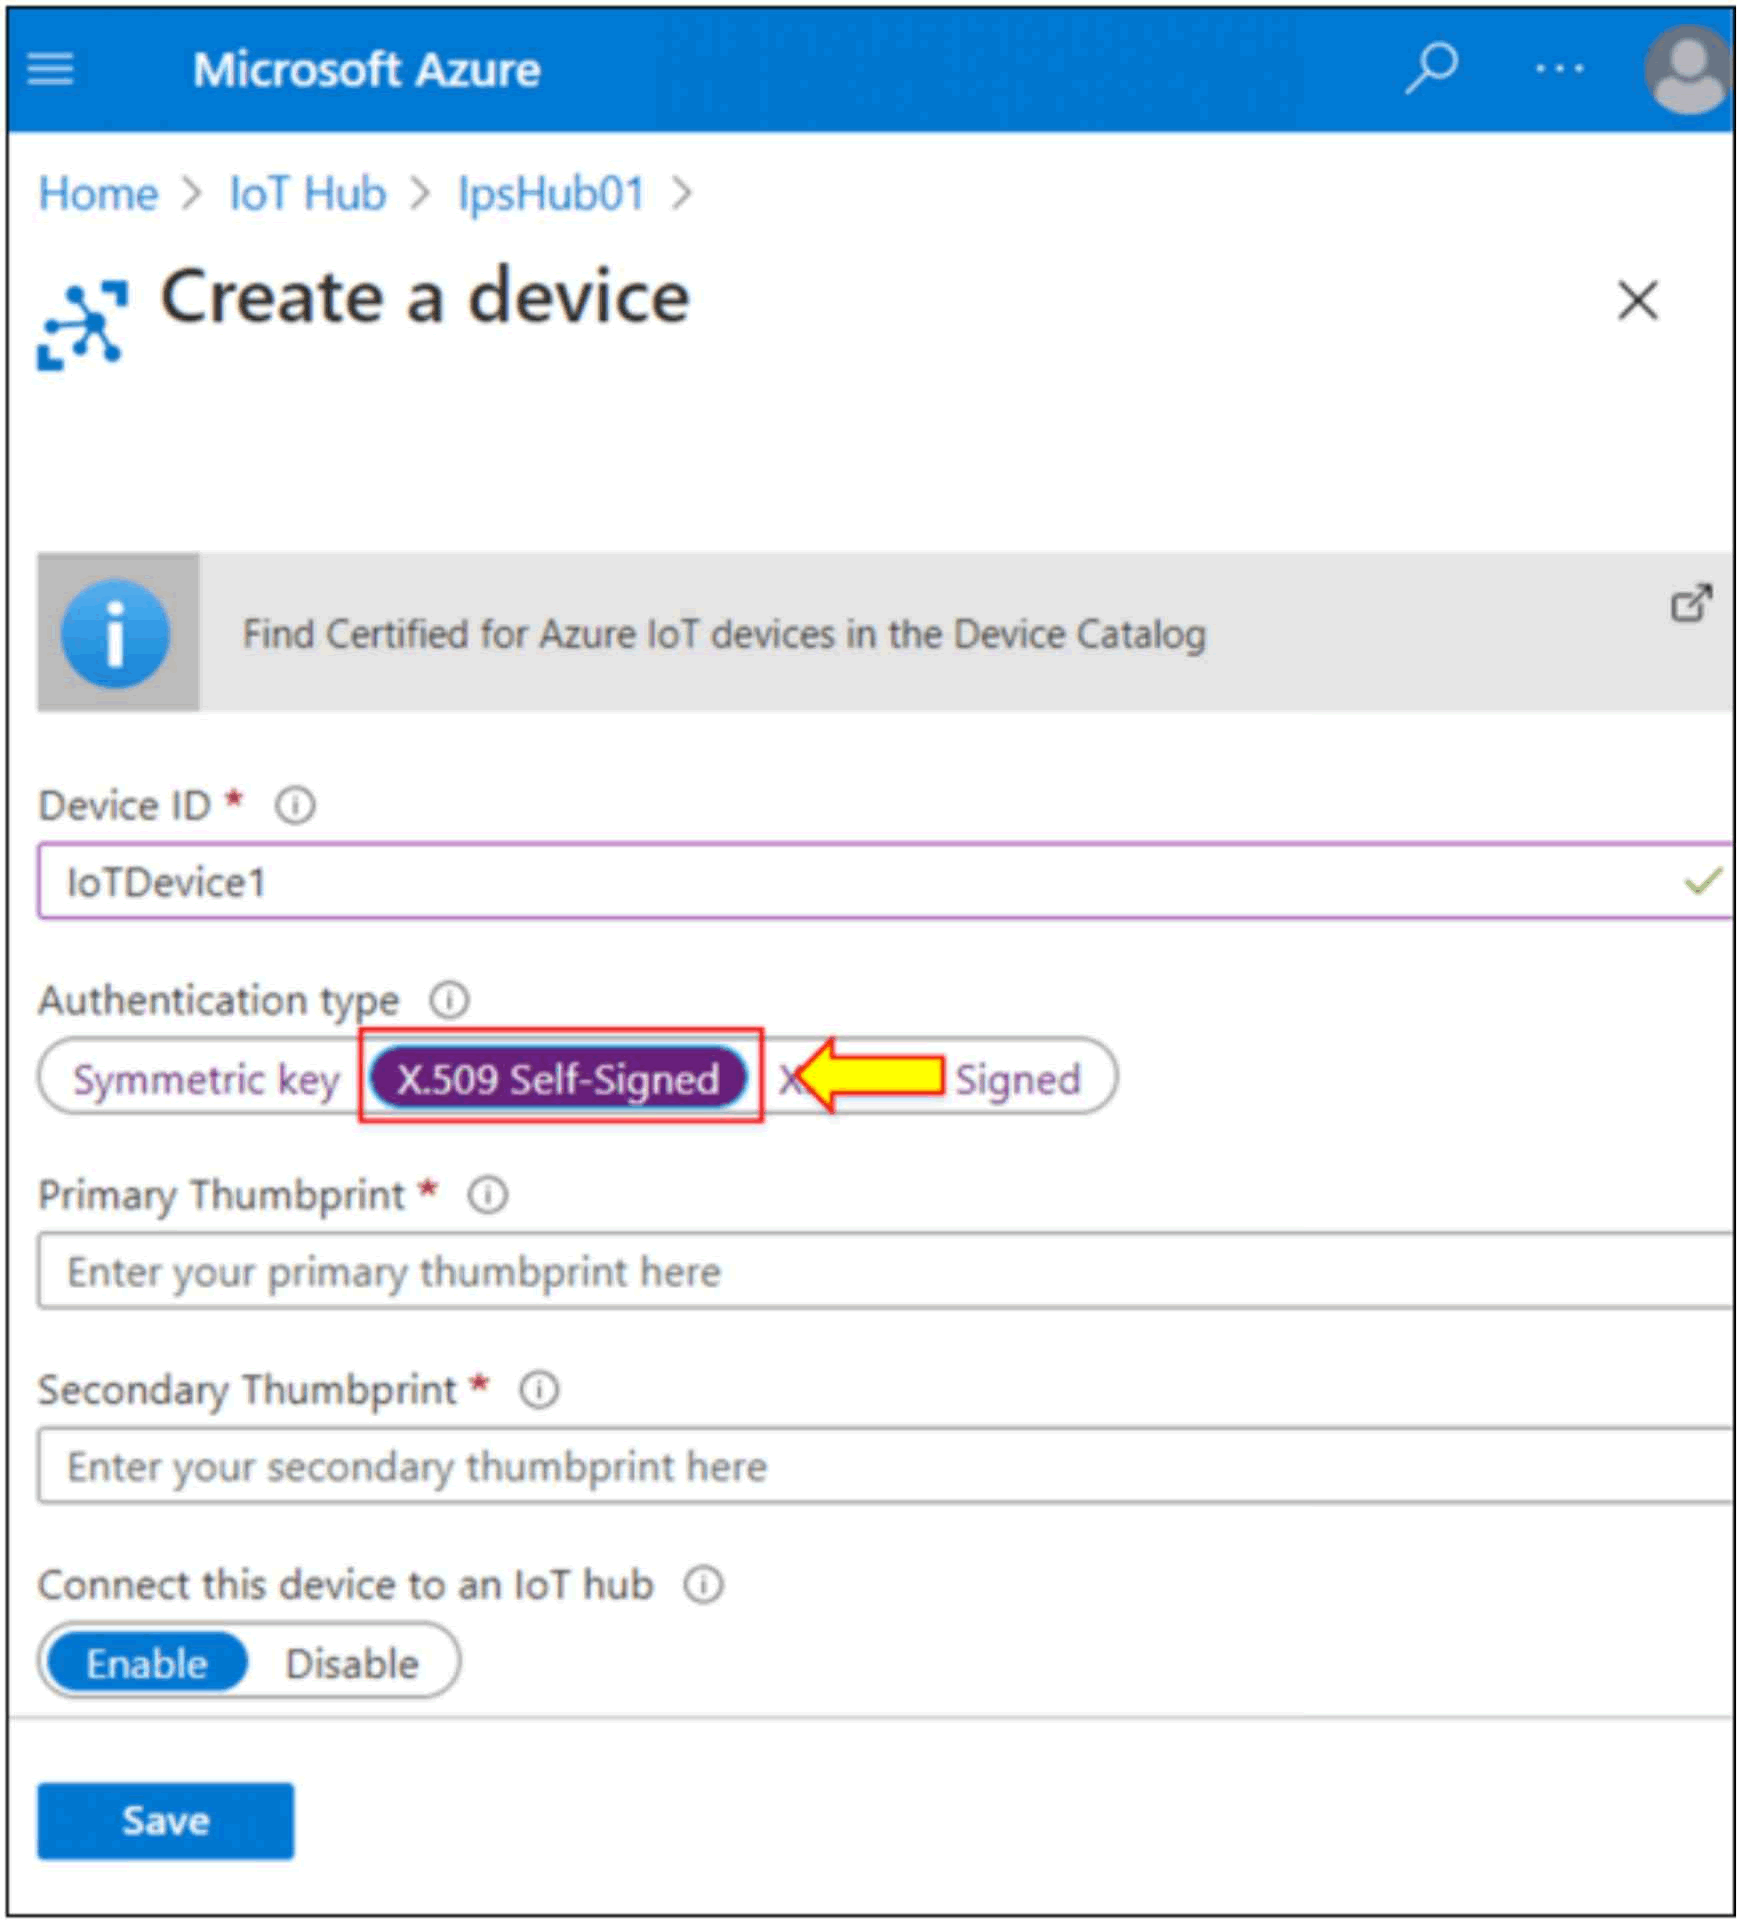 Microsoft Azure
Home > IoT Hub > IpsHub01 >
Create a device
Find Certified for Azure IoT devices in the Device Catalog
Device ID *
IoTDevice1
Authentication type
Symmetric key X.509 Self-Signed Signed
Primary Thumbprint *
Enter your primary thumbprint here
Secondary Thumbprint *
Enter your secondary thumbprint here
Connect this device to an IoT hub
Enable Disable
Save